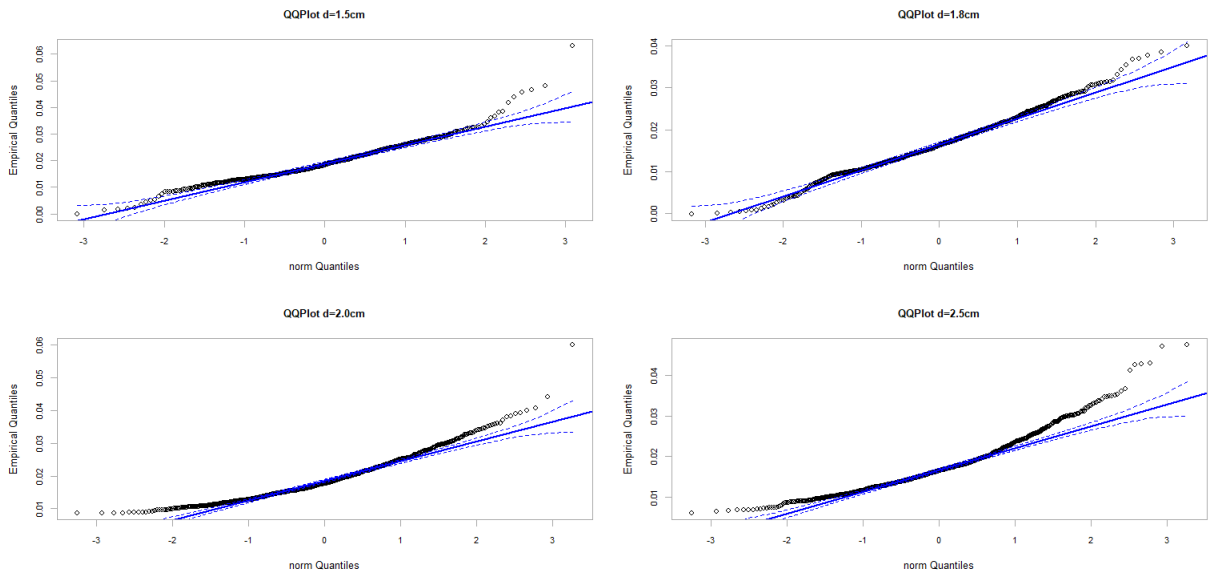 QQPlot d=1.5cm
Empirical Quantiles
0.00 0.01 0.02 0.03 0.04 0.05 0.06
-3 -2 -1 0 1 2 3
norm Quantiles
QQPlot d=1.8cm
Empirical Quantiles
0.00 0.01 0.02 0.03 0.04
-3 -2 -1 0 1 2 3
norm Quantiles
QQPlot d=2.0cm
Empirical Quantiles
0.01 0.02 0.03 0.04 0.05 0.06
-3 -2 -1 0 1 2 3
norm Quantiles
QQPlot d=2.5cm
Empirical Quantiles
0.01 0.02 0.03 0.04
-3 -2 -1 0 1 2 3
norm Quantiles